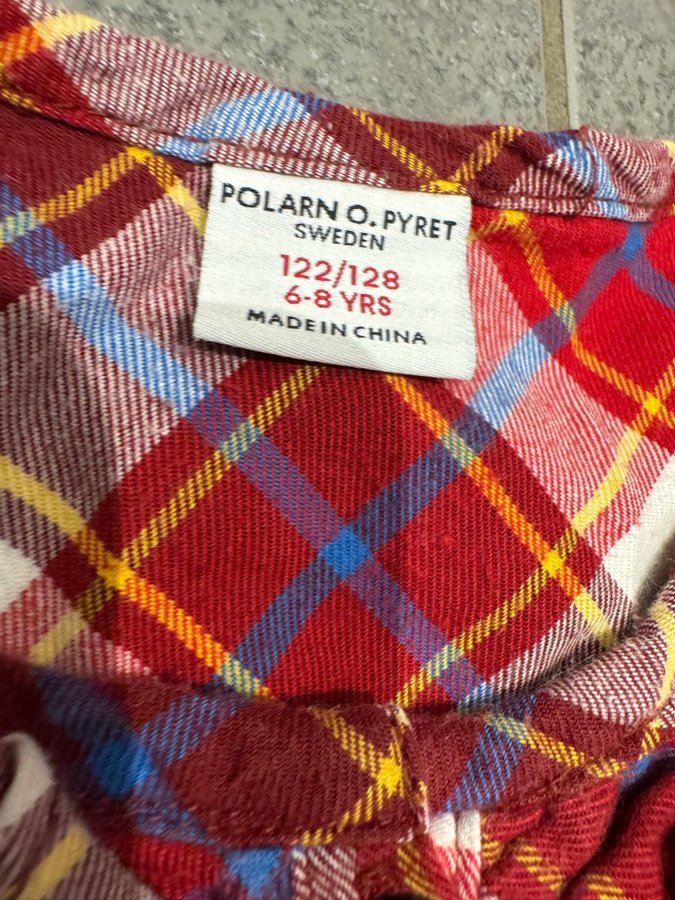 POLARN O. PYRET
SWEDEN
122/128
6-8 YRS
MADE IN CHINA